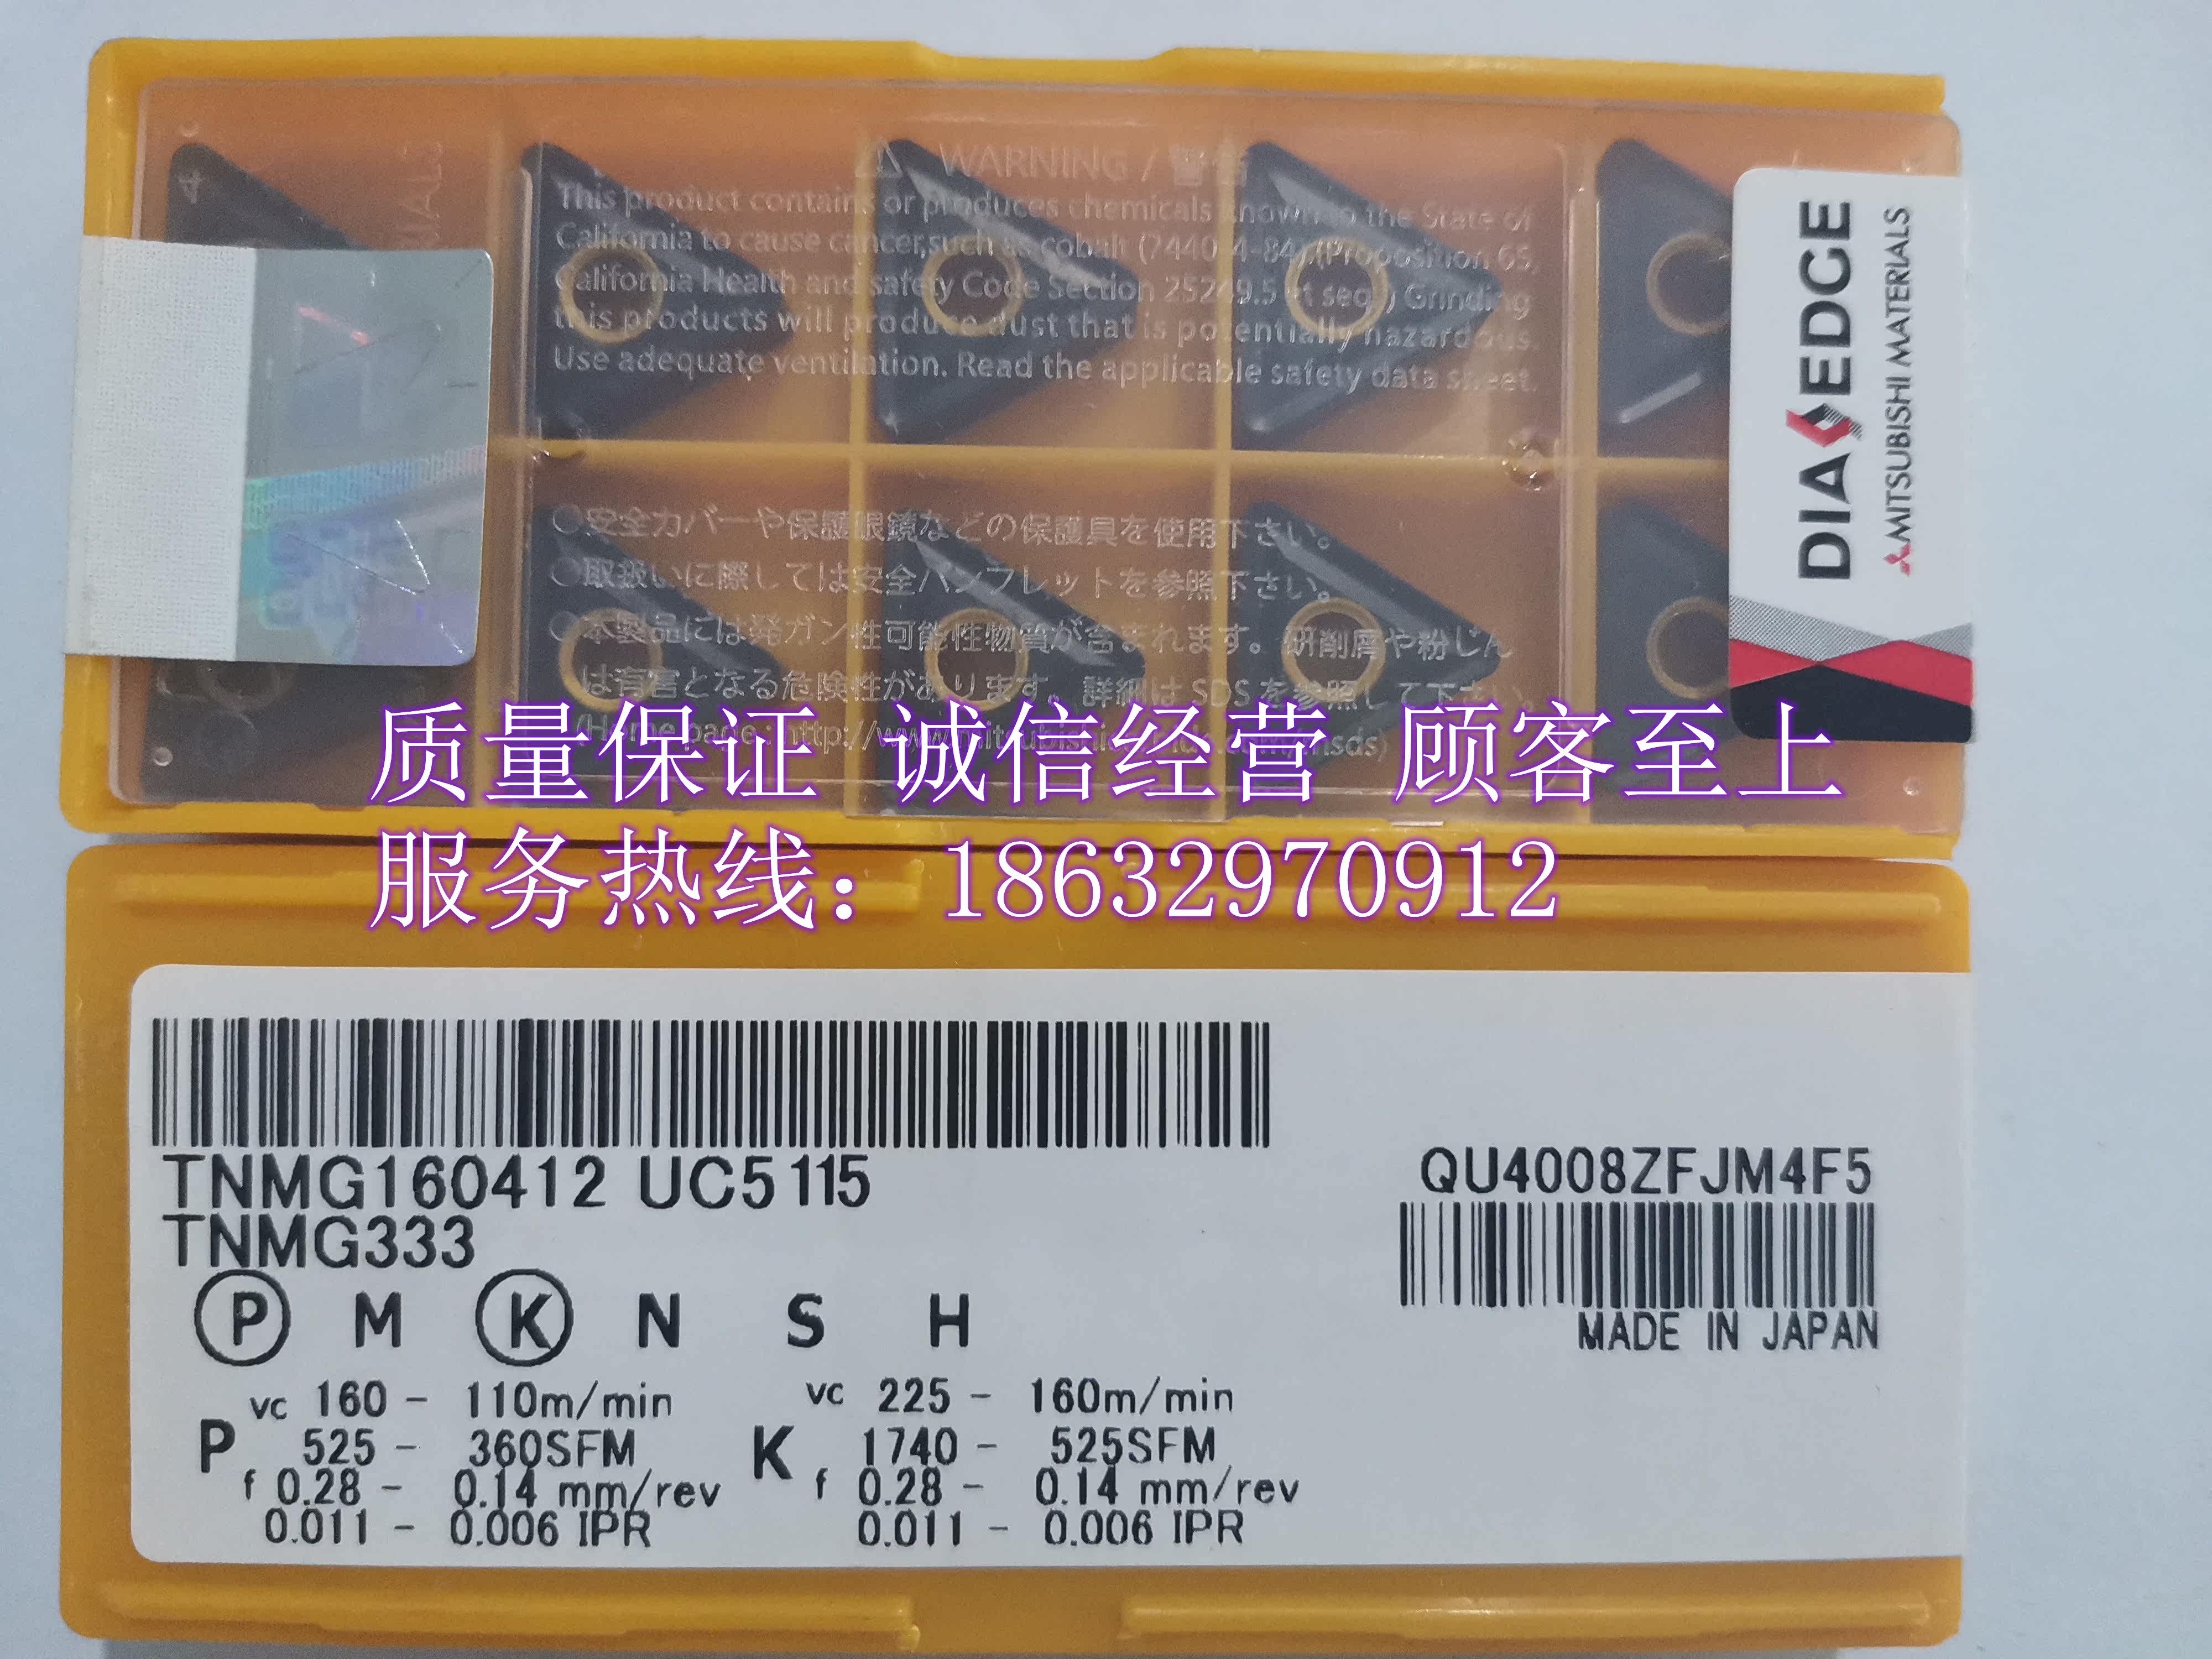 WARNING / 警告
This product contains or produces chemicals known to the State of
California to cause cancer, such as cobalt (7440-4-84).(Proposition 65,
California Health and safety Code Section 25249.5 et seq.) Grinding
this products will produce dust that is potentially hazardous.
Use adequate ventilation. Read the applicable safety data sheet.
DIAEDGE
MITSUBISHI MATERIALS
○安全カバーや保護眼鏡などの保護具を使用下さい。
○取扱いに際しては安全パンフレットを参照下さい。
○本製品には発ガン性可能性物質が含まれます。研削屑や粉じん
は有害となる危険性があります。詳細はSDSを参照して下さい。
(Home page: http://www.
质量保证 诚信经营 顾客至上
服务热线：18632970912
TNMG160412 UC5115
TNMG333
QU4008ZFJM4F5
MADE IN JAPAN
P M K N S H
P vc 160 - 110m/min
525 - 360SFM
f 0.28 - 0.14 mm/rev
0.011 - 0.006 IPR
K vc 225 - 160m/min
1740 - 525SFM
f 0.28 - 0.14 mm/rev
0.011 - 0.006 IPR